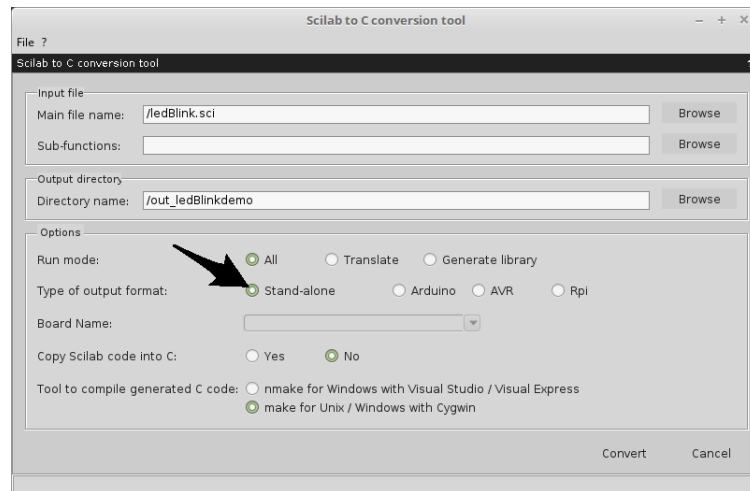 Scilab to C conversion tool
File ?
Scilab to C conversion tool
Input file
Main file name: /ledBlink.sci Browse
Sub-functions: Browse
Output directory
Directory name: /out_ledBlinkdemo Browse
Options
Run mode: All Translate Generate library
Type of output format: Stand-alone Arduino AVR Rpi
Board Name:
Copy Scilab code into C: Yes No
Tool to compile generated C code: nmake for Windows with Visual Studio / Visual Express
make for Unix / Windows with Cygwin
Convert Cancel